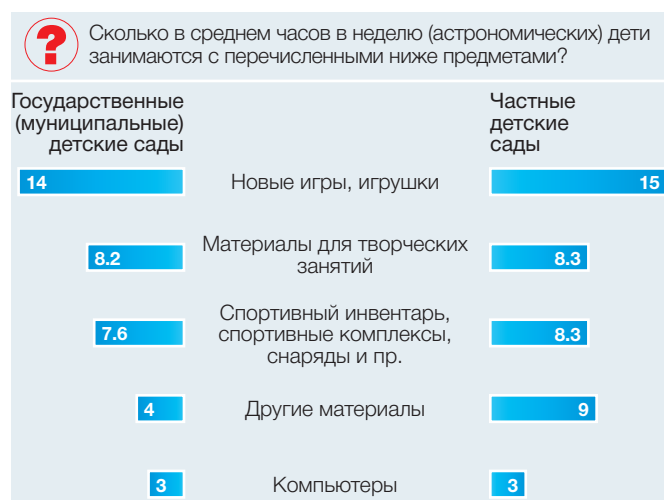 ?
Сколько в среднем часов в неделю (астрономических) дети
занимаются с перечисленными ниже предметами?
Государственные
(муниципальные)
детские сады
Частные
детские
сады
14
Новые игры, игрушки
15
8.2
Материалы для творческих
занятий
8.3
7.6
Спортивный инвентарь,
спортивные комплексы,
снаряды и пр.
8.3
4
Другие материалы
9
3
Компьютеры
3